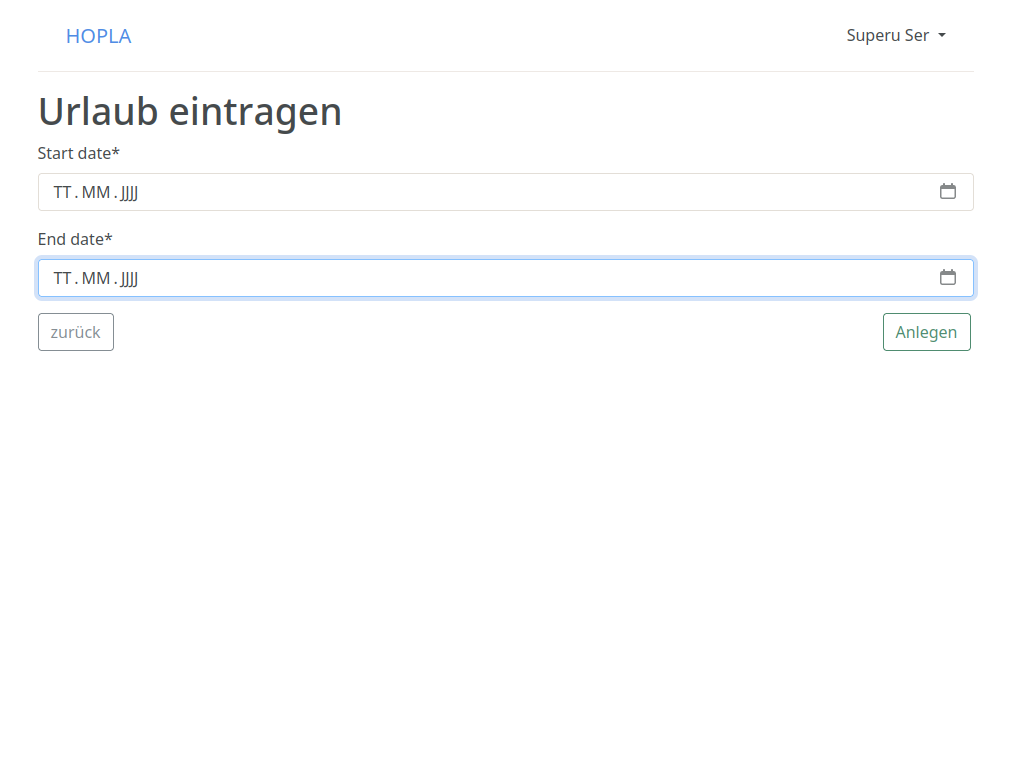 HOPLA
Superu Ser
Urlaub eintragen
Start date*
TT.MM.JJJJ
End date*
TT.MM.JJJJ
zurück
Anlegen